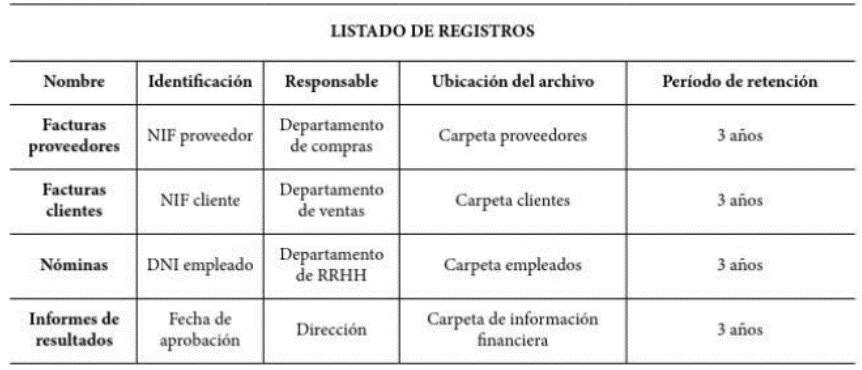 LISTADO DE REGISTROS
Nombre Identificación Responsable Ubicación del archivo Período de retención
Facturas
proveedores
NIF proveedor
Departamento
de compras
Carpeta proveedores
3 años
Facturas
clientes
NIF cliente
Departamento
de ventas
Carpeta clientes
3 años
Nóminas
DNI empleado
Departamento
de RRHH
Carpeta empleados
3 años
Informes de
resultados
Fecha de
aprobación
Dirección
Carpeta de información
financiera
3 años